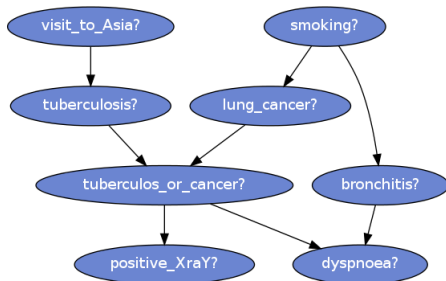 visit_to_Asia?
smoking?
tuberculosis?
lung_cancer?
tuberculos_or_cancer?
bronchitis?
positive_XraY?
dyspnoea?